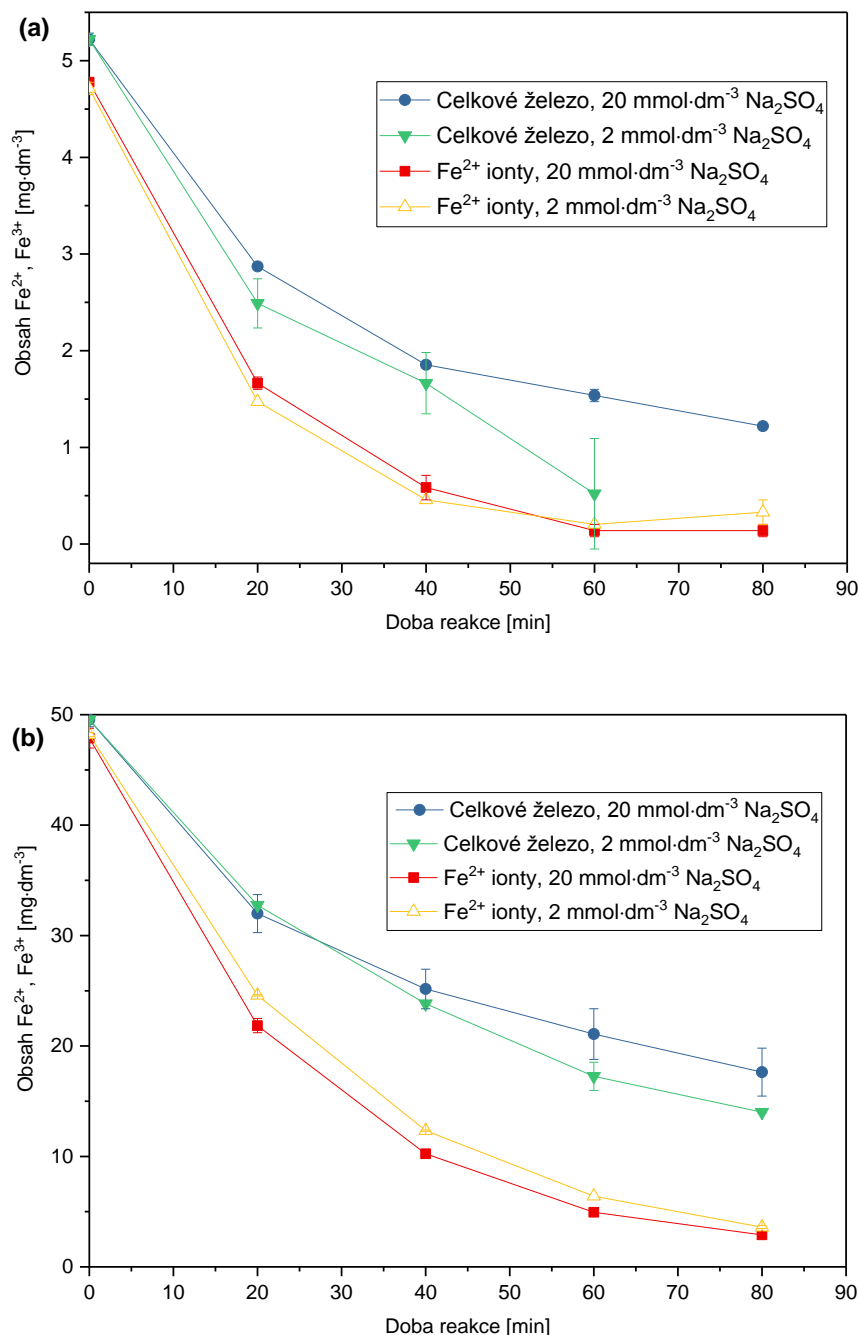 (a)
5
4
3
2
1
0
Obsah Fe²⁺, Fe³⁺ [mg·dm⁻³]
Celkové železo, 20 mmol·dm⁻³ Na₂SO₄
Celkové železo, 2 mmol·dm⁻³ Na₂SO₄
Fe²⁺ ionty, 20 mmol·dm⁻³ Na₂SO₄
Fe²⁺ ionty, 2 mmol·dm⁻³ Na₂SO₄
0 10 20 30 40 50 60 70 80 90
Doba reakce [min]
(b)
50
40
30
20
10
0
Obsah Fe²⁺, Fe³⁺ [mg·dm⁻³]
Celkové železo, 20 mmol·dm⁻³ Na₂SO₄
Celkové železo, 2 mmol·dm⁻³ Na₂SO₄
Fe²⁺ ionty, 20 mmol·dm⁻³ Na₂SO₄
Fe²⁺ ionty, 2 mmol·dm⁻³ Na₂SO₄
0 10 20 30 40 50 60 70 80 90
Doba reakce [min]